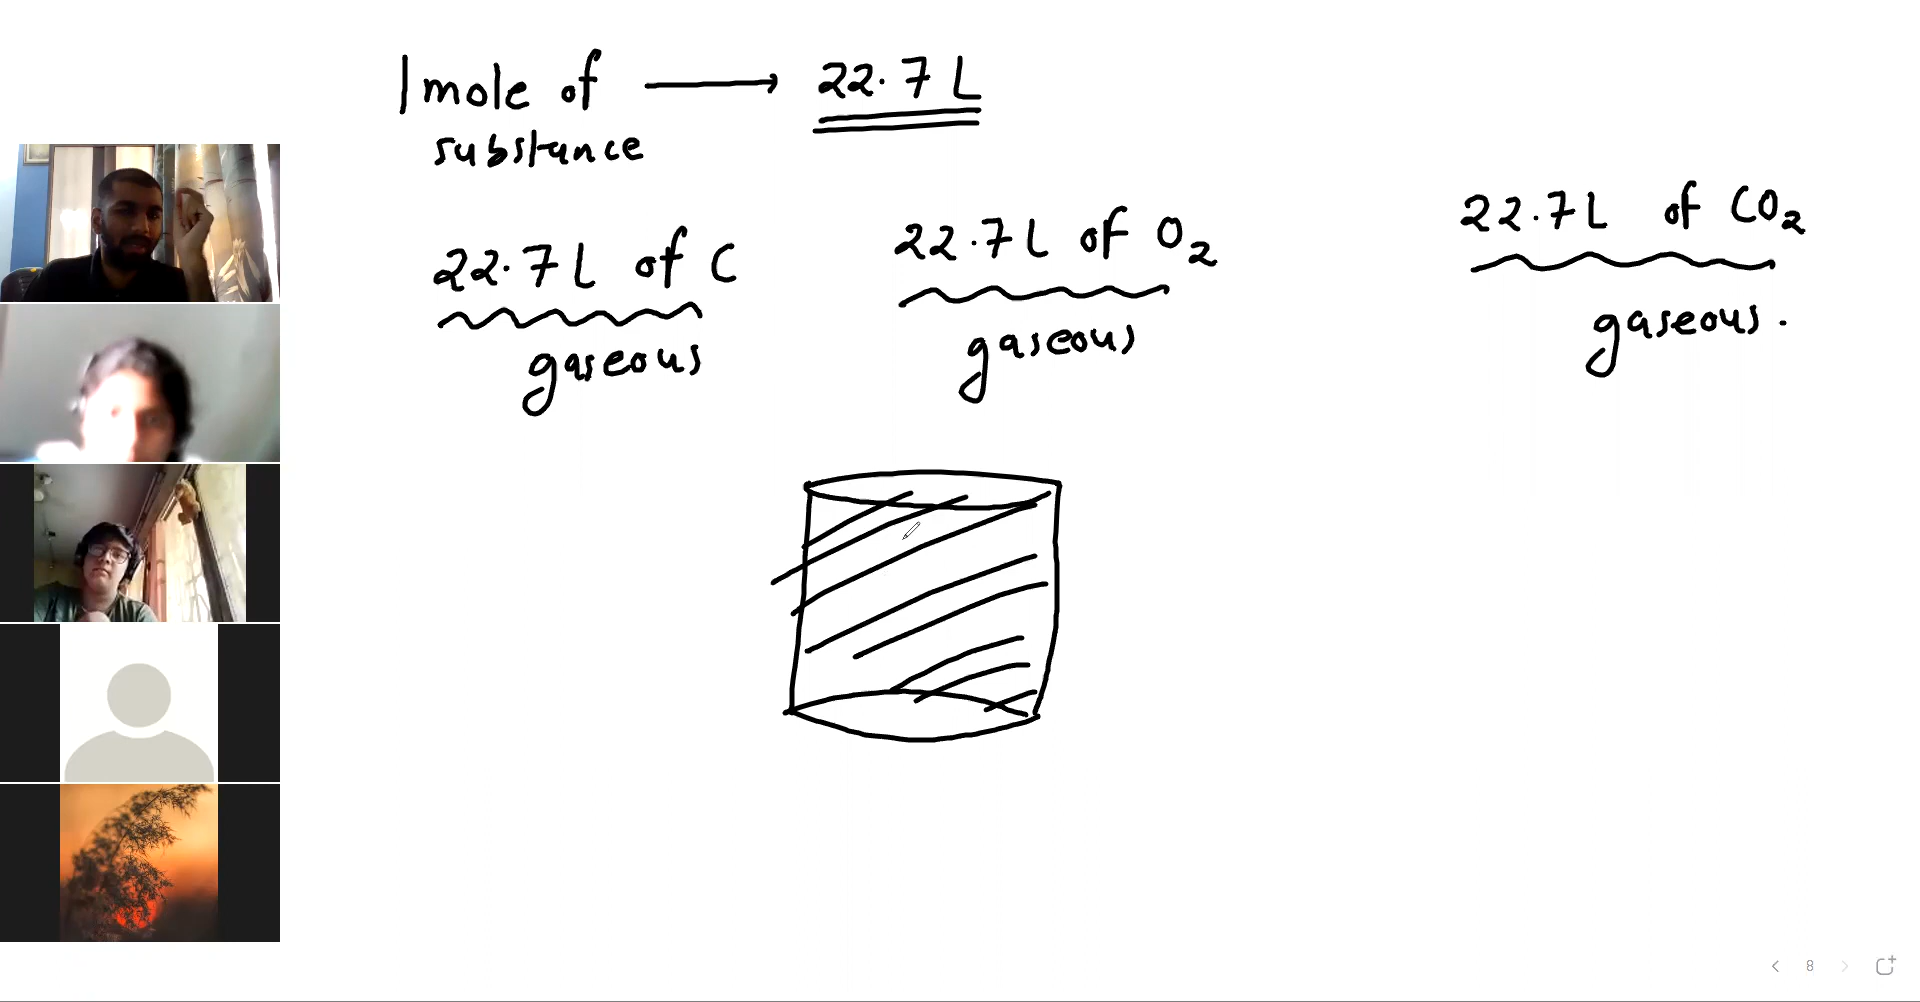 1 mole of → 22.7 L
substance
22.7 L of C
gaseous
22.7 L of O₂
gaseous
22.7 L of CO₂
gaseous.
8